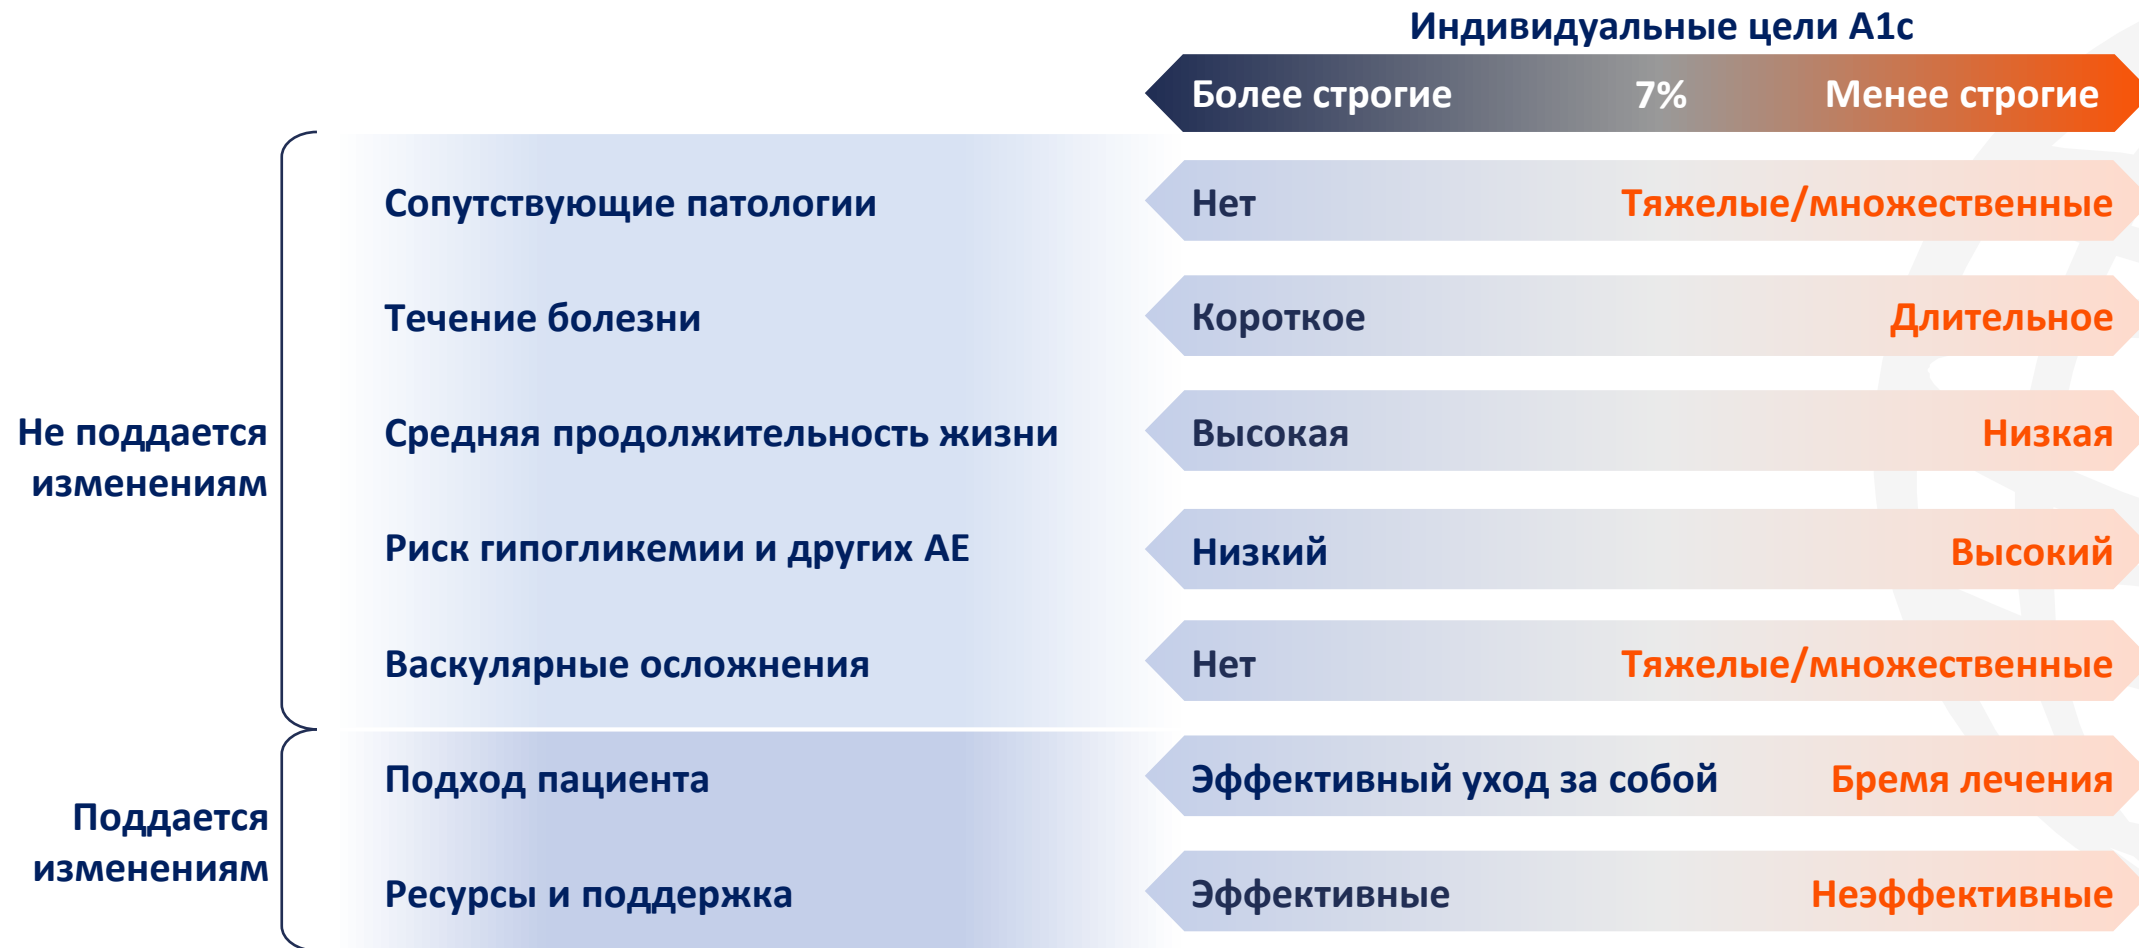 Индивидуальные цели A1c
Более строгие 7% Менее строгие
Сопутствующие патологии Нет Тяжелые/множественные
Течение болезни Короткое Длительное
Не поддается
изменениям
Средняя продолжительность жизни Высокая Низкая
Риск гипогликемии и других АЕ Низкий Высокий
Васкулярные осложнения Нет Тяжелые/множественные
Поддается
изменениям
Подход пациента Эффективный уход за собой Бремя лечения
Ресурсы и поддержка Эффективные Неэффективные